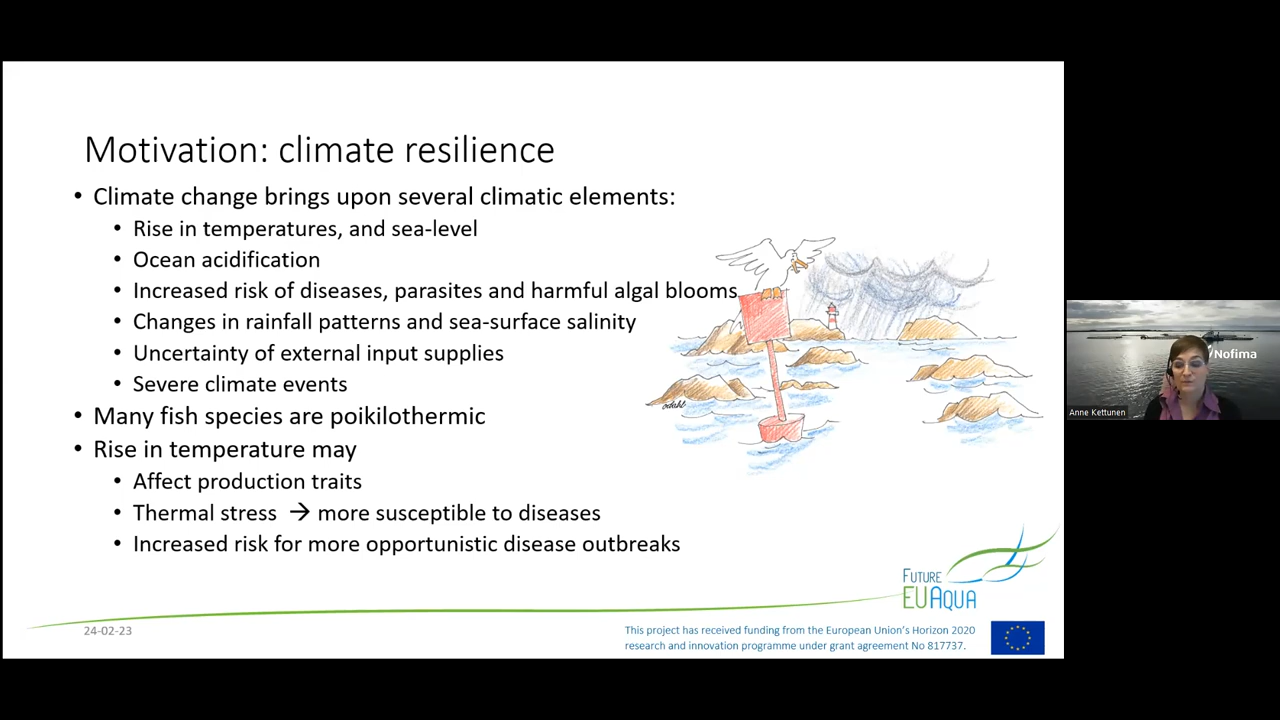 Motivation: climate resilience
• Climate change brings upon several climatic elements:
• Rise in temperatures, and sea-level
• Ocean acidification
• Increased risk of diseases, parasites and harmful algal blooms
• Changes in rainfall patterns and sea-surface salinity
• Uncertainty of external input supplies
• Severe climate events
• Many fish species are poikilothermic
• Rise in temperature may
• Affect production traits
• Thermal stress → more susceptible to diseases
• Increased risk for more opportunistic disease outbreaks
FUTURE
EUAQUA
24-02-23
This project has received funding from the European Union's Horizon 2020
research and innovation programme under grant agreement No 817737.
Nofima
Anne Kettunen